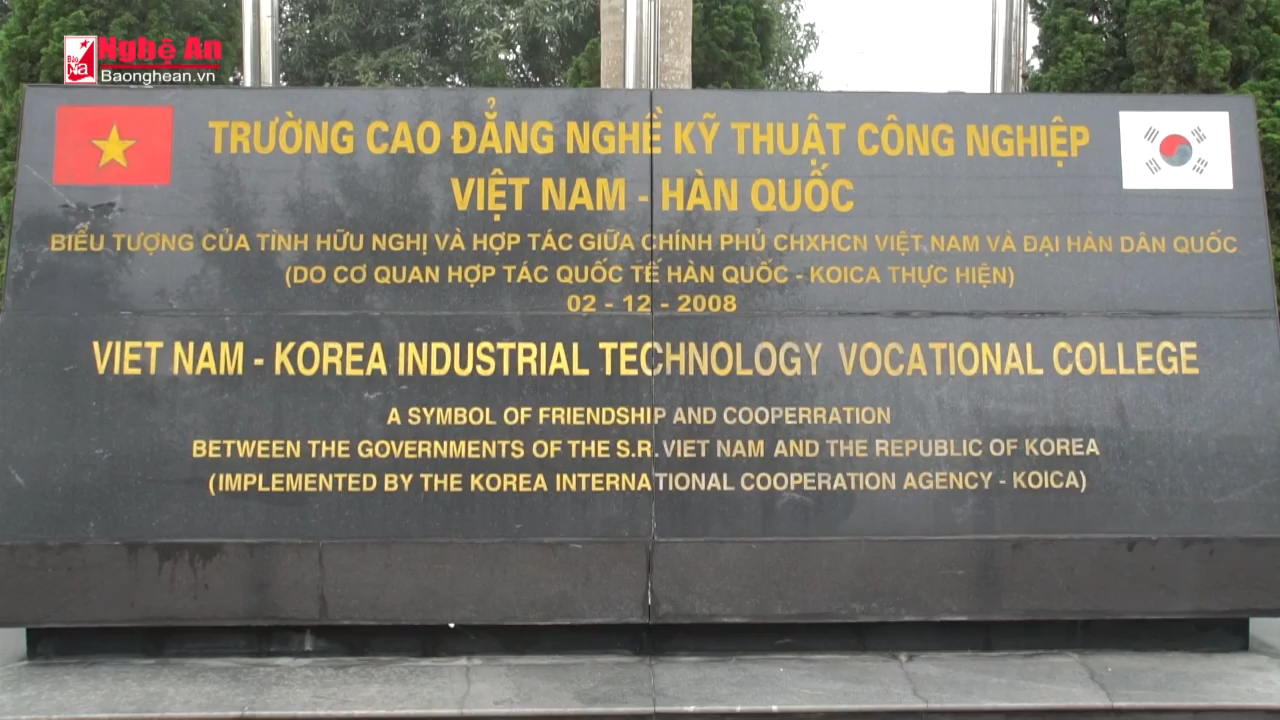 Báo Na Nghệ An
Baonghean.vn
TRƯỜNG CAO ĐẲNG NGHỀ KỸ THUẬT CÔNG NGHIỆP
VIỆT NAM - HÀN QUỐC
BIỂU TƯỢNG CỦA TÌNH HỮU NGHỊ VÀ HỢP TÁC GIỮA CHÍNH PHỦ CHXHCN VIỆT NAM VÀ ĐẠI HÀN DÂN QUỐC
(DO CƠ QUAN HỢP TÁC QUỐC TẾ HÀN QUỐC - KOICA THỰC HIỆN)
02 - 12 - 2008
VIET NAM - KOREA INDUSTRIAL TECHNOLOGY VOCATIONAL COLLEGE
A SYMBOL OF FRIENDSHIP AND COOPERRATION
BETWEEN THE GOVERNMENTS OF THE S.R.VIET NAM AND THE REPUBLIC OF KOREA
(IMPLEMENTED BY THE KOREA INTERNATIONAL COOPERATION AGENCY - KOICA)